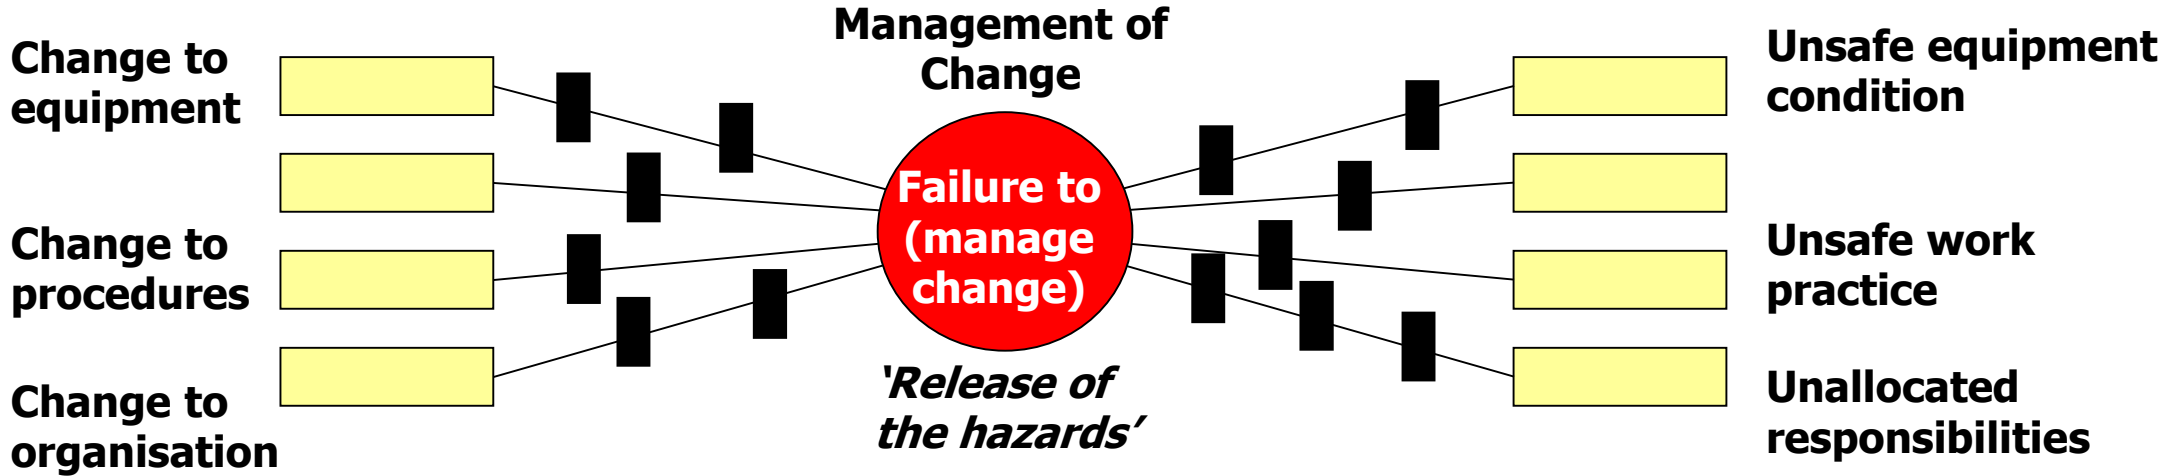 Management of
Change
Change to
equipment
Change to
procedures
Change to
organisation
Failure to
(manage
change)
‘Release of
the hazards’
Unsafe equipment
condition
Unsafe work
practice
Unallocated
responsibilities